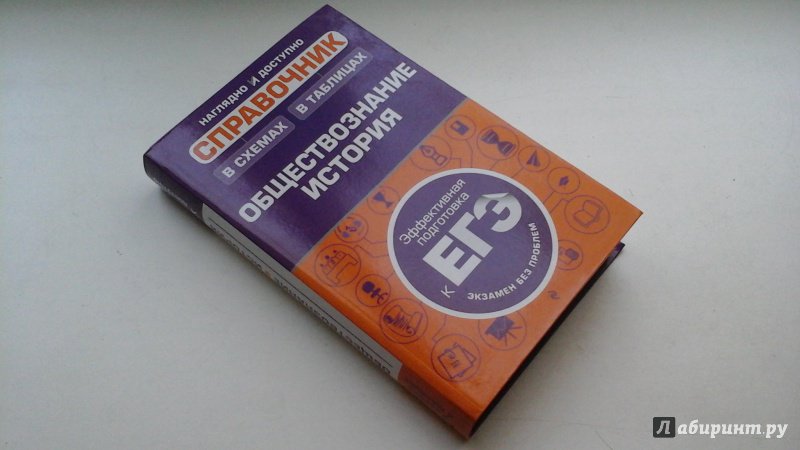 НАГЛЯДНО И ДОСТУПНО
СПРАВОЧНИК
В СХЕМАХ В ТАБЛИЦАХ
ОБЩЕСТВОЗНАНИЕ
ИСТОРИЯ
Эффективная
подготовка
к ЕГЭ
ЭКЗАМЕН БЕЗ ПРОБЛЕМ
Лабиринт.ру